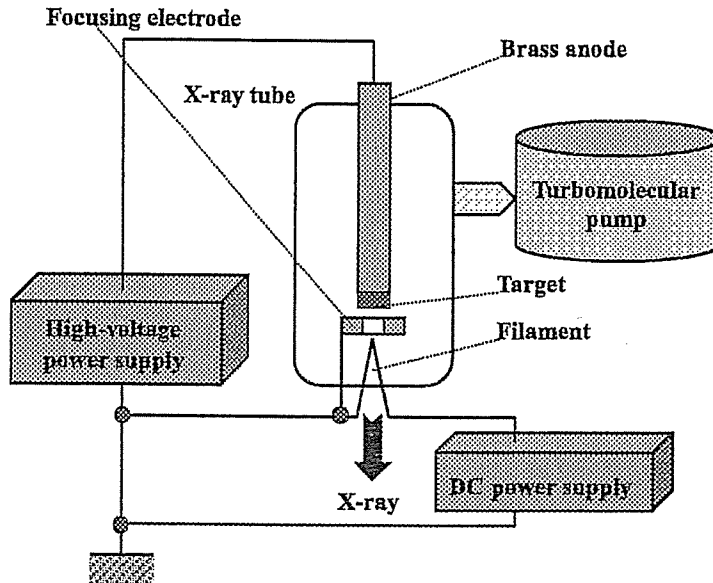 Focusing electrode
Brass anode
X-ray tube
Turbomolecular
pump
Target
High-voltage
power supply
Filament
DC power supply
X-ray